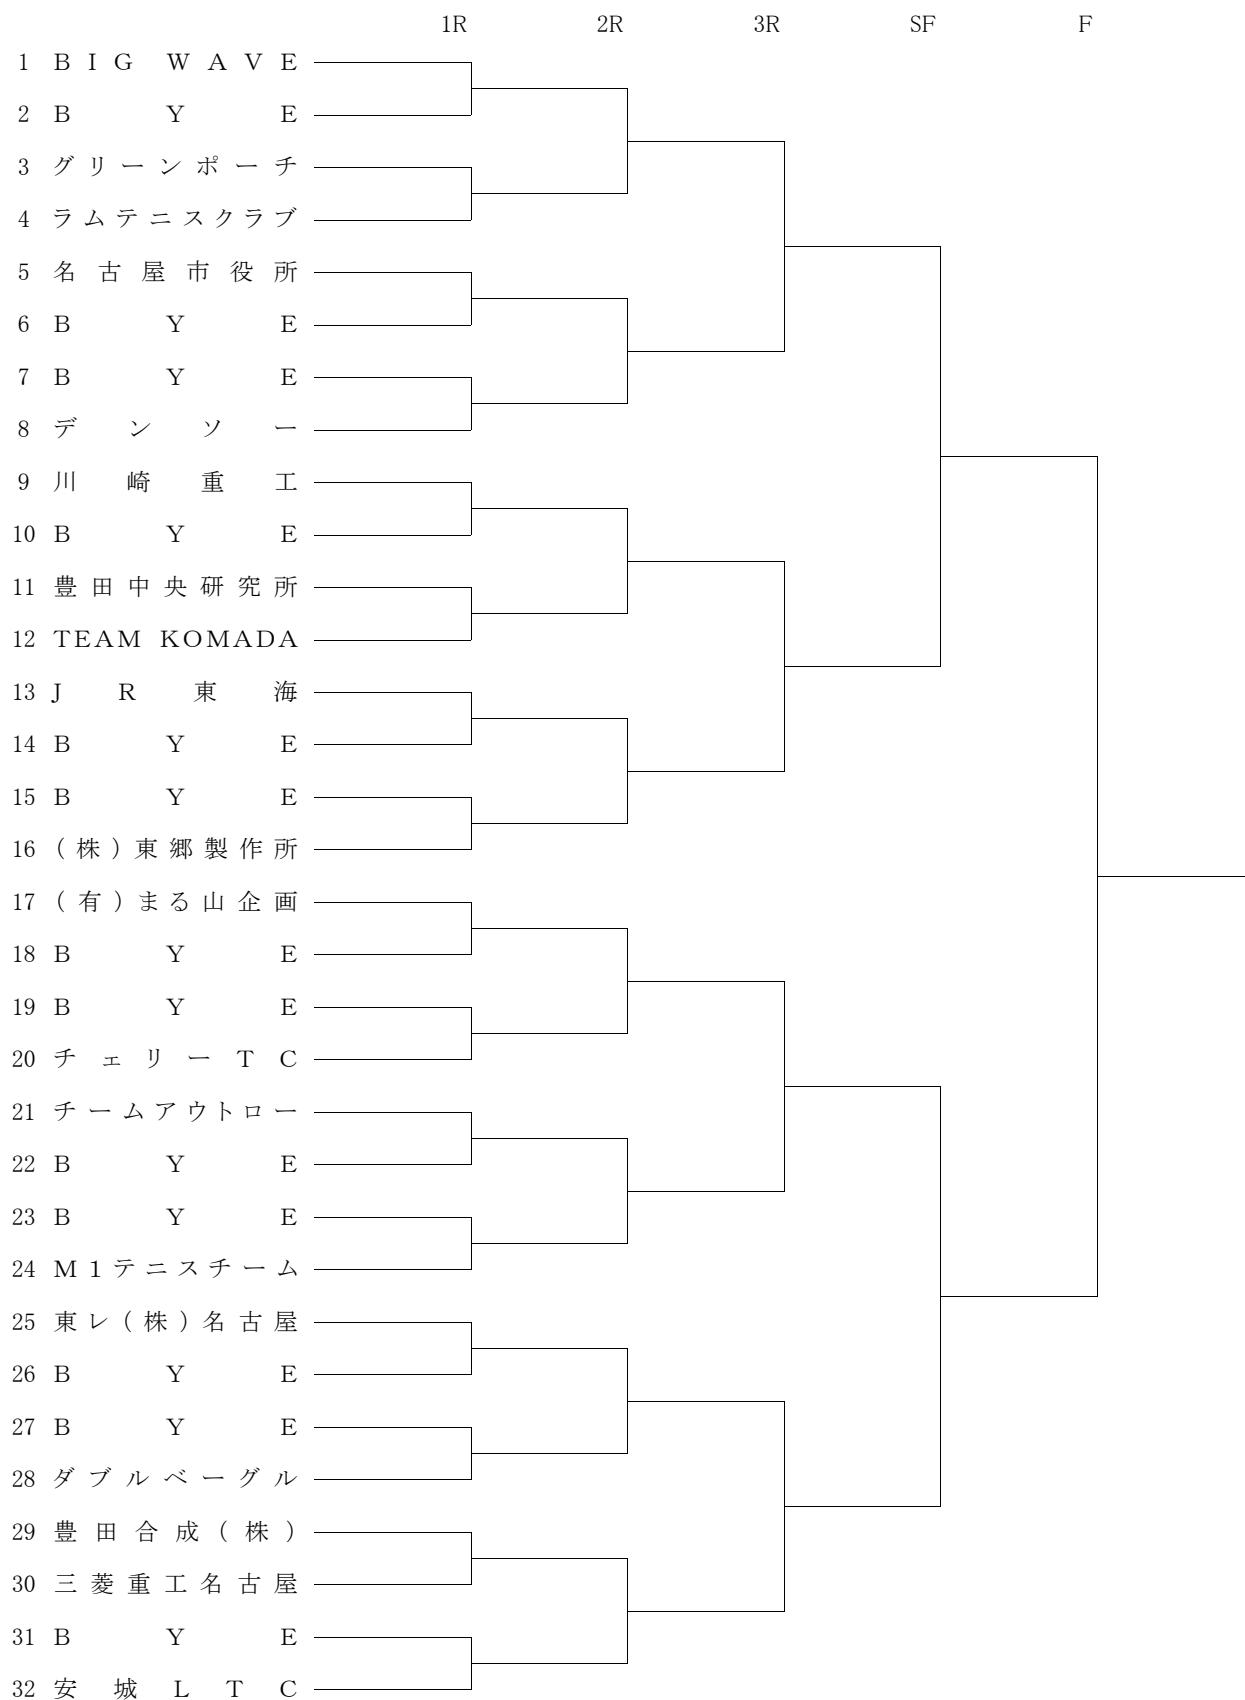 1R 2R 3R SF F
1 BIG WAVE
2 BYE
3 グリーンポーチ
4 ラムテニスクラブ
5 名古屋市役所
6 BYE
7 BYE
8 デンソー
9 川崎重工
10 BYE
11 豊田中央研究所
12 TEAM KOMADA
13 JR東海
14 BYE
15 BYE
16 (株)東郷製作所
17 (有)まる山企画
18 BYE
19 BYE
20 チェリーTC
21 チームアウトロー
22 BYE
23 BYE
24 M1テニスチーム
25 東レ(株)名古屋
26 BYE
27 BYE
28 ダブルベーグル
29 豊田合成(株)
30 三菱重工名古屋
31 BYE
32 安城LTC